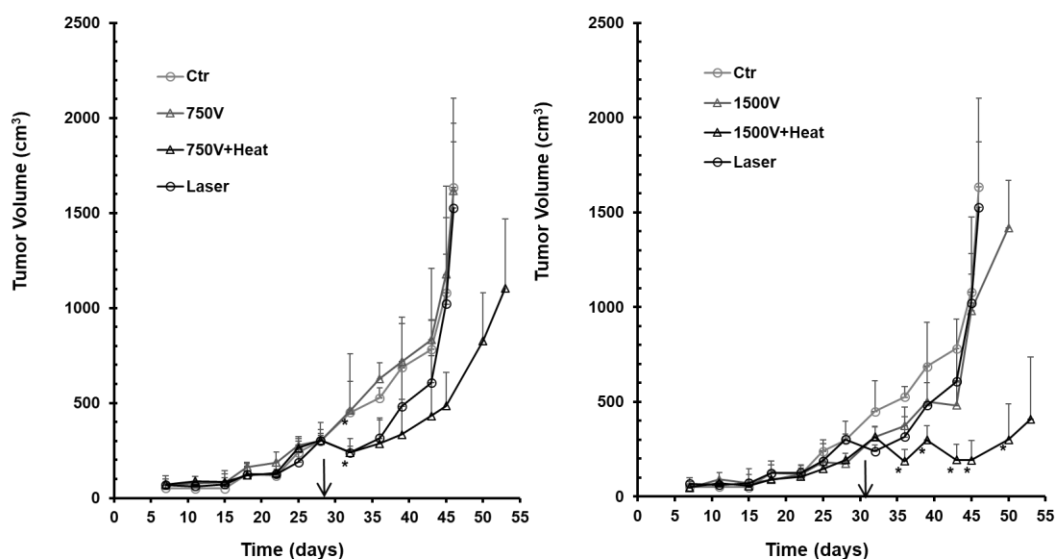 2500
2000
1500
1000
500
0
Tumor Volume (cm³)
Ctr
750V
750V+Heat
Laser
*
*
0 5 10 15 20 25 30 35 40 45 50 55
Time (days)
2500
2000
1500
1000
500
0
Tumor Volume (cm³)
Ctr
1500V
1500V+Heat
Laser
* * * * *
0 5 10 15 20 25 30 35 40 45 50 55
Time (days)